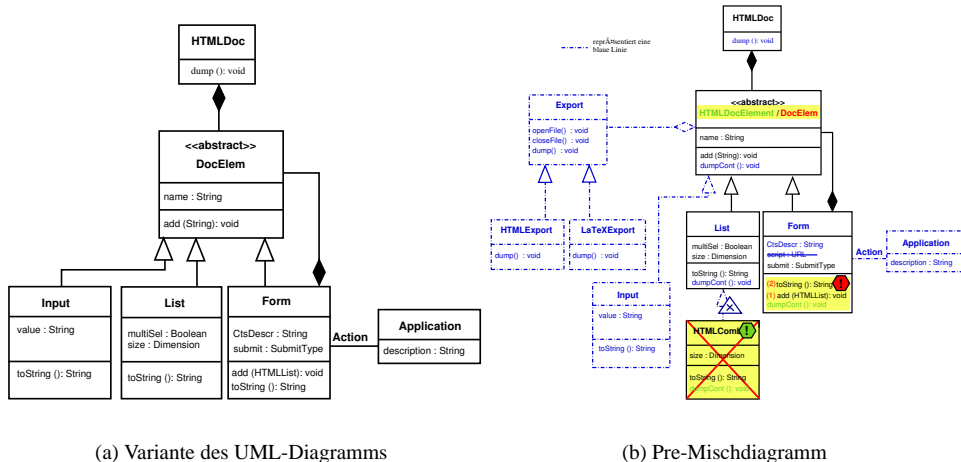 HTMLDoc
dump (): void
<<abstract>>
DocElem
name : String
add (String): void
Input
value : String
toString (): String
List
multiSel : Boolean
size : Dimension
toString (): String
Form
CtsDescr : String
submit : SubmitType
add (HTMLList): void
toString (): String
Action
Application
description : String
(a) Variante des UML-Diagramms
reprÄ¤sentiert eine
blaue Linie
HTMLDoc
dump (): void
<<abstract>>
HTMLDocElement /DocElem
name : String
add (String): void
dumpCont (): void
Export
openFile() : void
closeFile() : void
dump() : void
HTMLExport
dump() : void
LaTeXExport
dump() : void
Input
value : String
toString (): String
List
multiSel : Boolean
size : Dimension
toString (): String
dumpCont (): void
Form
CtsDescr : String
script : URL
submit : SubmitType
(2) toString (): String
(1) add (HTMLList): void
dumpCont (): void
!
Action
Application
description : String
!
size : Dimension
toString (): String
dumpCont (): void
(b) Pre-Mischdiagramm